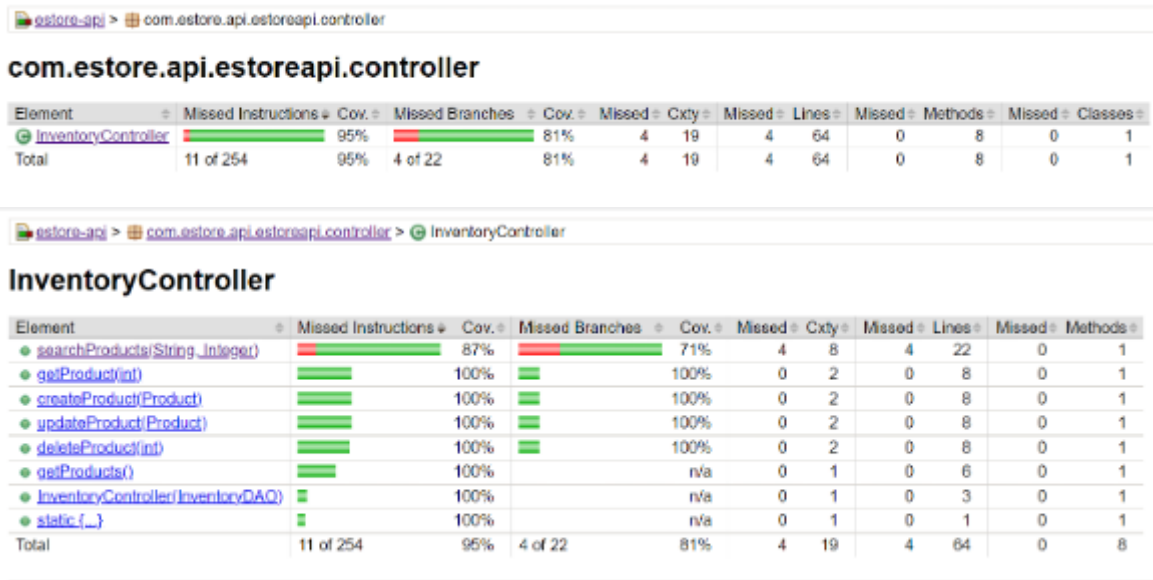 estore-api > com.estore.api.estoreapi.controller
com.estore.api.estoreapi.controller
Element Missed Instructions Cov. Missed Branches Cov. Missed Cxty Missed Lines Missed Methods Missed Classes
InventoryController 95% 81% 4 19 4 64 0 8 0 1
Total 11 of 254 95% 4 of 22 81% 4 19 4 64 0 8 0 1
estore-api > com.estore.api.estoreapi.controller > InventoryController
InventoryController
Element Missed Instructions Cov. Missed Branches Cov. Missed Cxty Missed Lines Missed Methods
searchProducts(String, Integer) 87% 71% 4 8 4 22 0 1
getProduct(int) 100% 100% 0 2 0 8 0 1
createProduct(Product) 100% 100% 0 2 0 8 0 1
updateProduct(Product) 100% 100% 0 2 0 8 0 1
deleteProduct(int) 100% 100% 0 2 0 8 0 1
getProducts() 100% n/a 0 1 0 6 0 1
InventoryController(InventoryDAO) 100% n/a 0 1 0 3 0 1
static {...} 100% n/a 0 1 0 1 0 1
Total 11 of 254 95% 4 of 22 81% 4 19 4 64 0 8